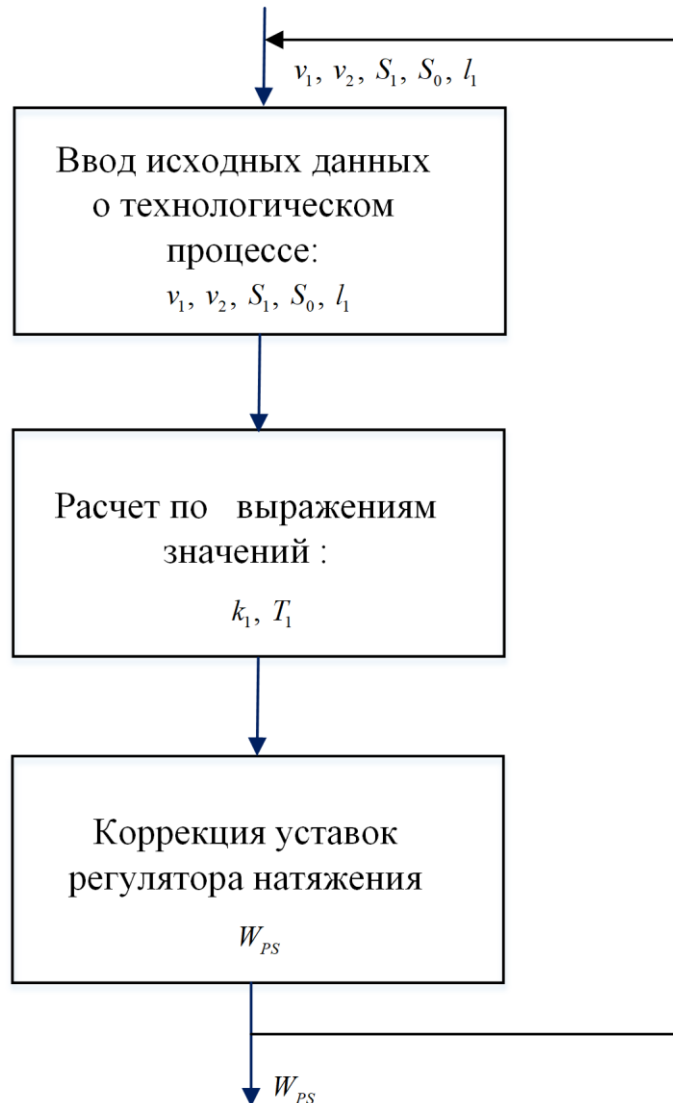 v₁, v₂, S₁, S₀, l₁
Ввод исходных данных
о технологическом
процессе:
v₁, v₂, S₁, S₀, l₁
Расчет по выражениям
значений :
k₁, T₁
Коррекция уставок
регулятора натяжения
W_PS
W_PS